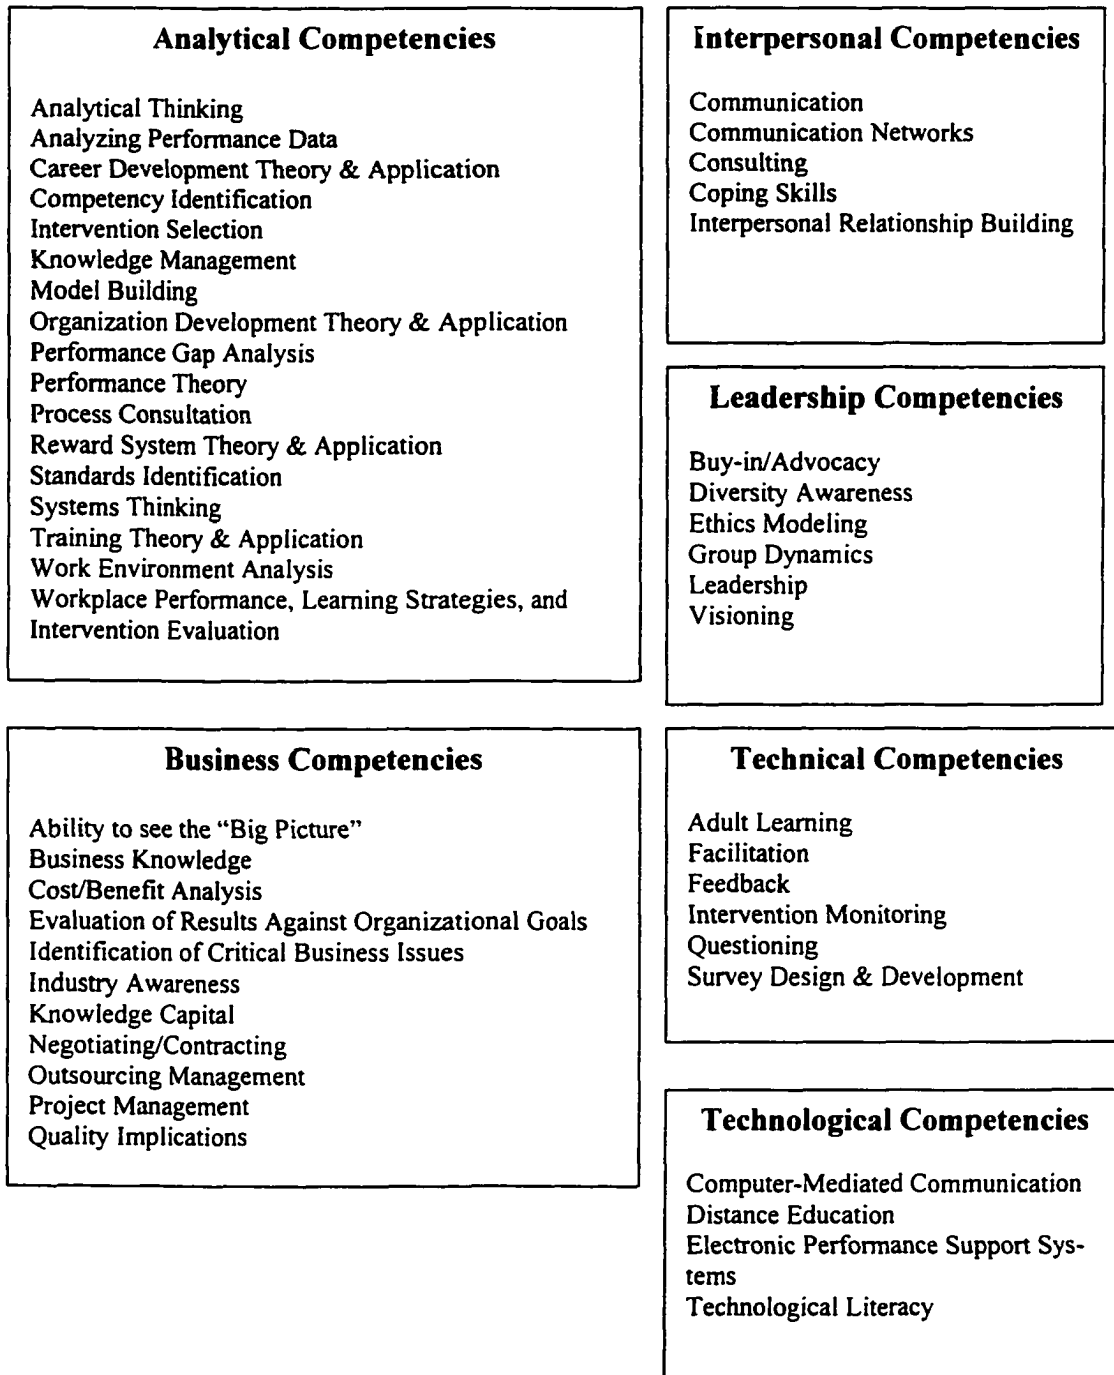 Analytical Competencies
Analytical Thinking
Analyzing Performance Data
Career Development Theory & Application
Competency Identification
Intervention Selection
Knowledge Management
Model Building
Organization Development Theory & Application
Performance Gap Analysis
Performance Theory
Process Consultation
Reward System Theory & Application
Standards Identification
Systems Thinking
Training Theory & Application
Work Environment Analysis
Workplace Performance, Learning Strategies, and
Intervention Evaluation
Interpersonal Competencies
Communication
Communication Networks
Consulting
Coping Skills
Interpersonal Relationship Building
Leadership Competencies
Buy-in/Advocacy
Diversity Awareness
Ethics Modeling
Group Dynamics
Leadership
Visioning
Business Competencies
Ability to see the “Big Picture”
Business Knowledge
Cost/Benefit Analysis
Evaluation of Results Against Organizational Goals
Identification of Critical Business Issues
Industry Awareness
Knowledge Capital
Negotiating/Contracting
Outsourcing Management
Project Management
Quality Implications
Technical Competencies
Adult Learning
Facilitation
Feedback
Intervention Monitoring
Questioning
Survey Design & Development
Technological Competencies
Computer-Mediated Communication
Distance Education
Electronic Performance Support Sys-
tems
Technological Literacy